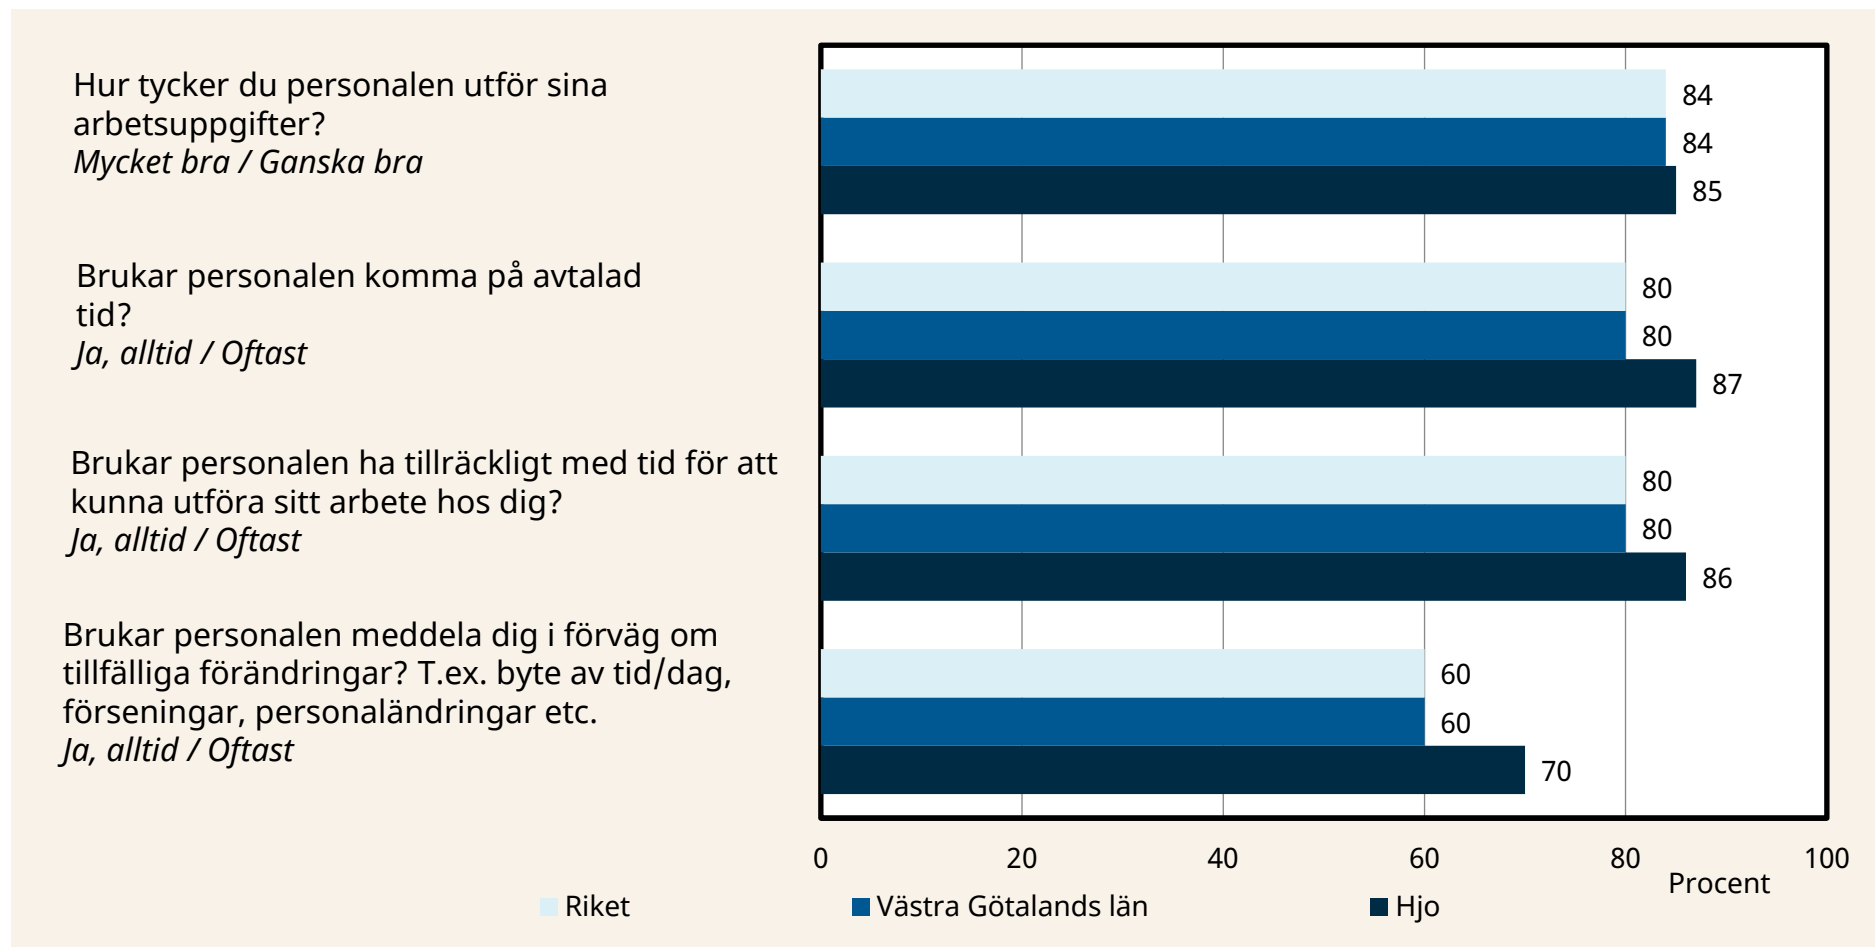 Hur tycker du personalen utför sina
arbetsuppgifter?
Mycket bra / Ganska bra
84
84
85
Brukar personalen komma på avtalad
tid?
Ja, alltid / Oftast
80
80
87
Brukar personalen ha tillräckligt med tid för att
kunna utföra sitt arbete hos dig?
Ja, alltid / Oftast
80
80
86
Brukar personalen meddela dig i förväg om
tillfälliga förändringar? T.ex. byte av tid/dag,
förseningar, personaländringar etc.
Ja, alltid / Oftast
60
60
70
0 20 40 60 80 100
Procent
Riket Västra Götalands län Hjo